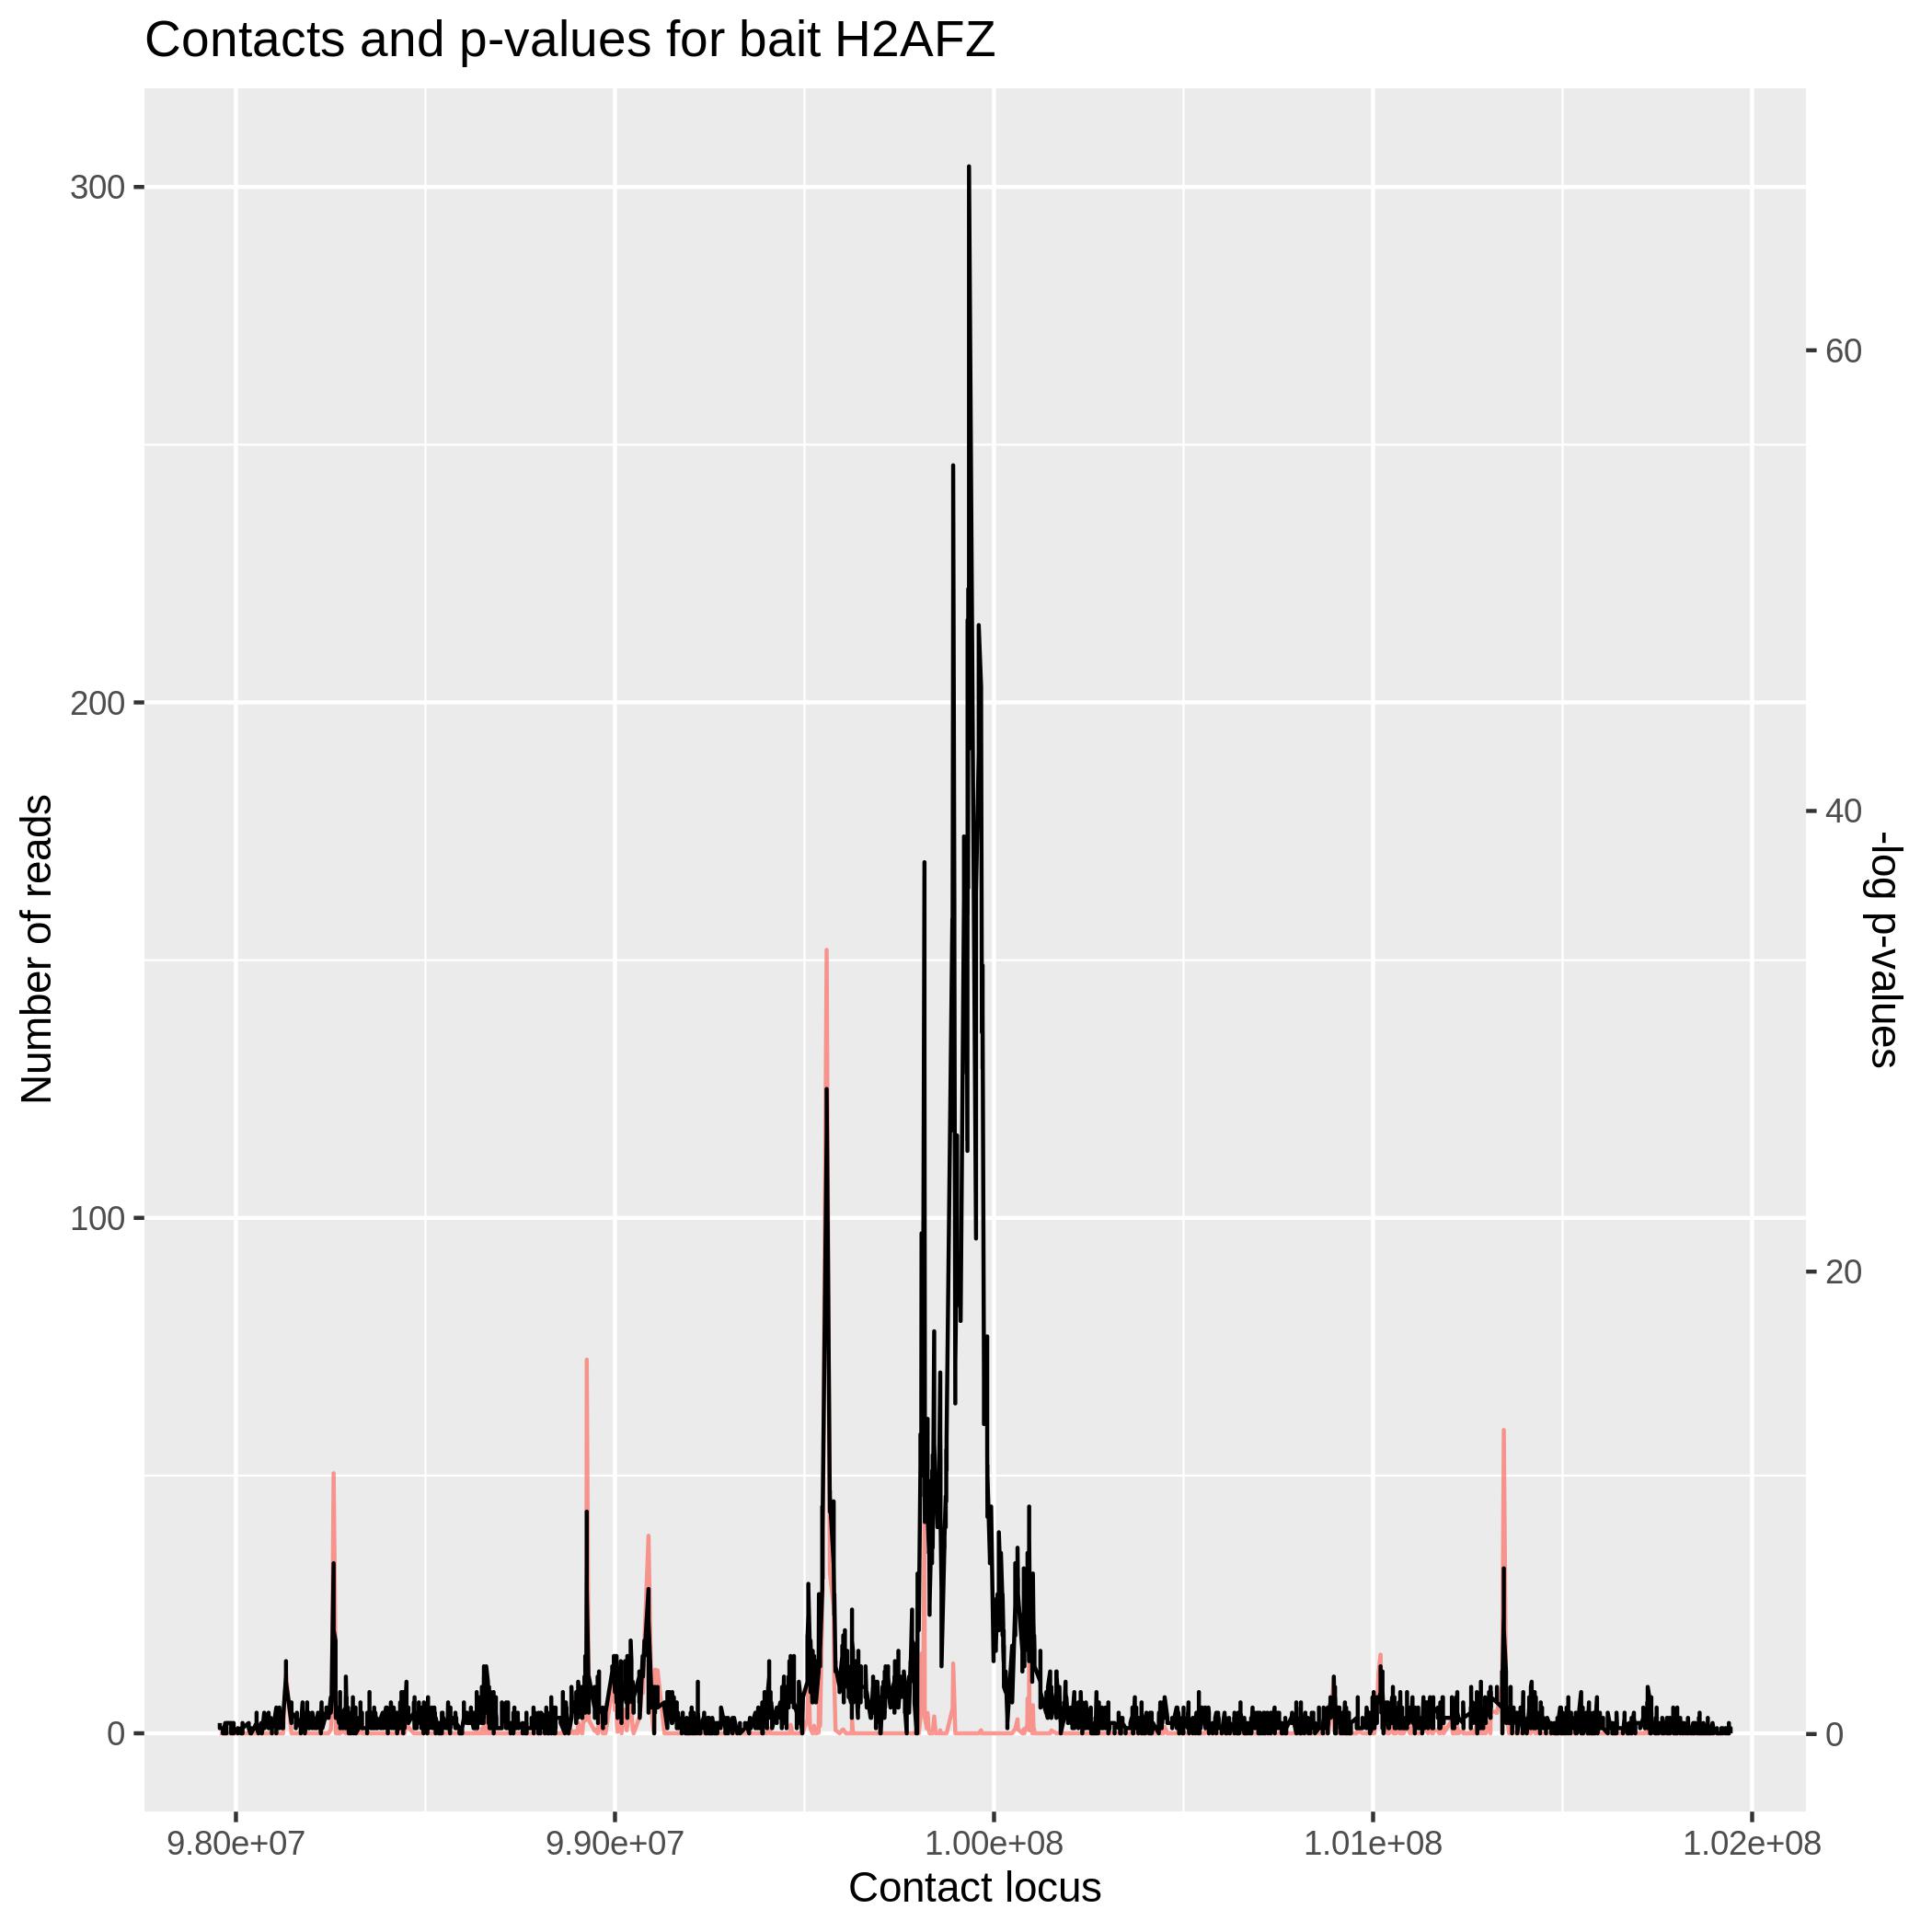 Contacts and p-values for bait H2AFZ
300
200
100
0
Number of reads
60
40
20
0
-log p-values
9.80e+07 9.90e+07 1.00e+08 1.01e+08 1.02e+08
Contact locus